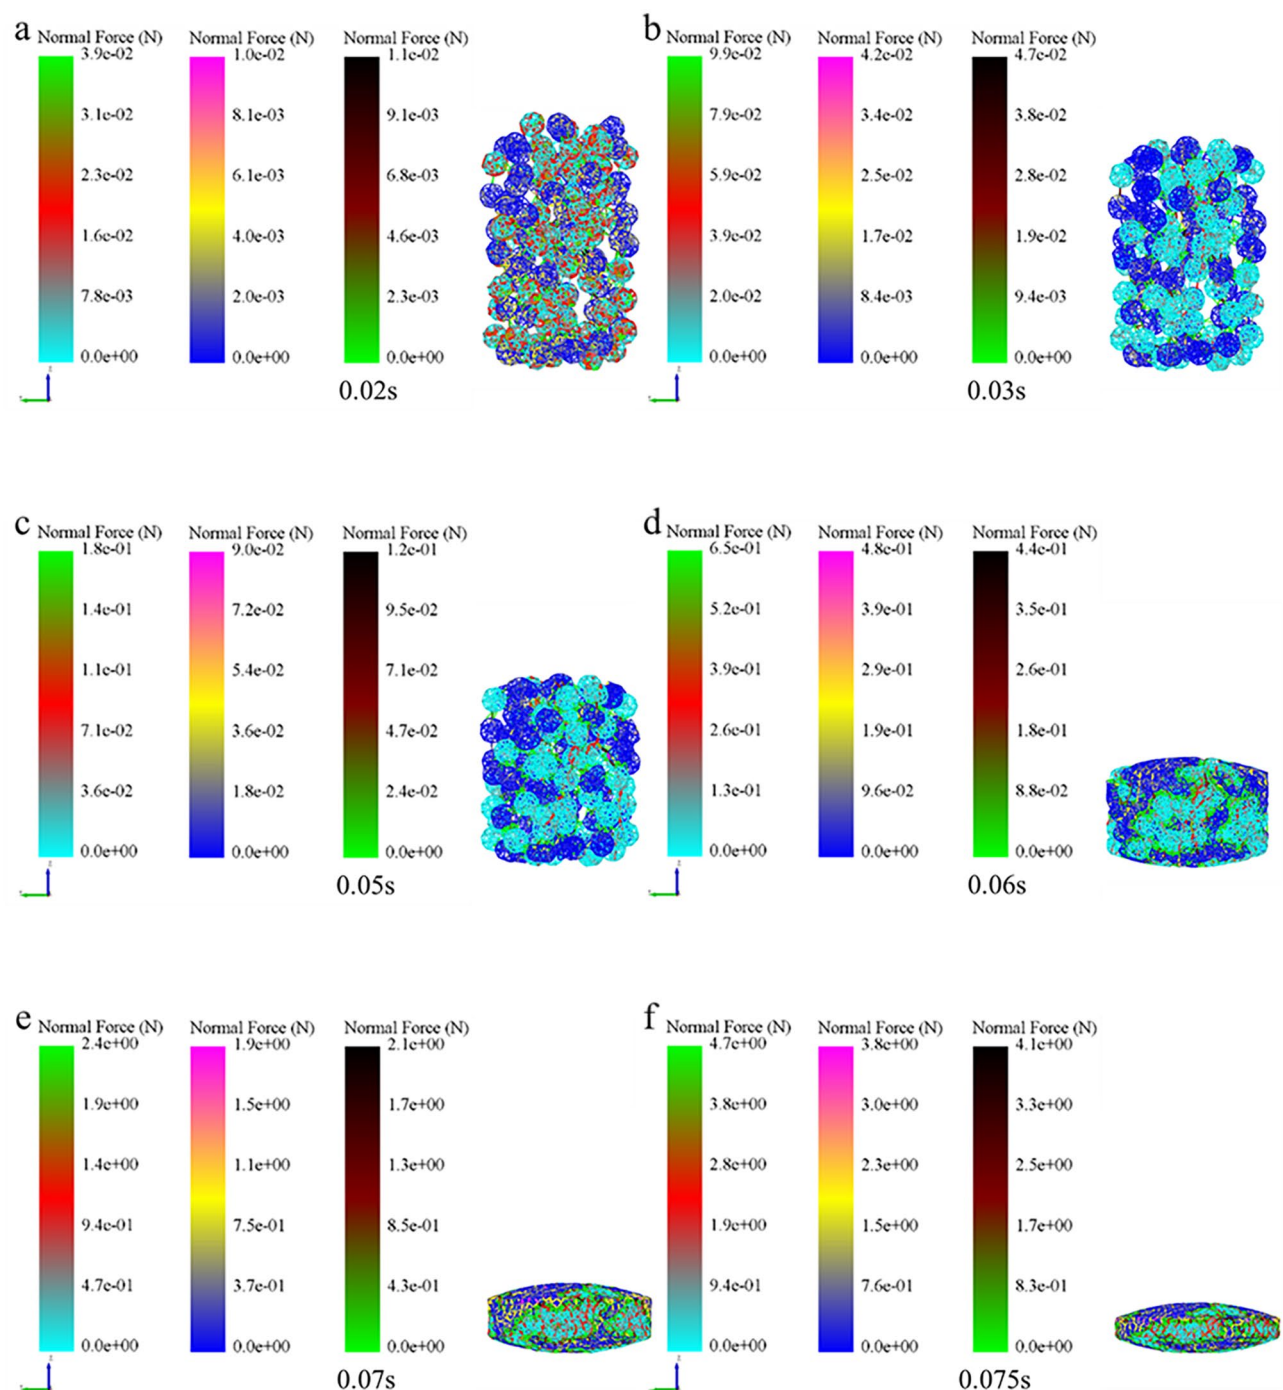 a
Normal Force (N) Normal Force (N) Normal Force (N)
3.9e-02 1.0e-02 1.1e-02
3.1e-02 8.1e-03 9.1e-03
2.3e-02 6.1e-03 6.8e-03
1.6e-02 4.0e-03 4.6e-03
7.8e-03 2.0e-03 2.3e-03
0.0e+00 0.0e+00 0.0e+00
0.02s
b
Normal Force (N) Normal Force (N) Normal Force (N)
9.9e-02 4.2e-02 4.7e-02
7.9e-02 3.4e-02 3.8e-02
5.9e-02 2.5e-02 2.8e-02
3.9e-02 1.7e-02 1.9e-02
2.0e-02 8.4e-03 9.4e-03
0.0e+00 0.0e+00 0.0e+00
0.03s
c
Normal Force (N) Normal Force (N) Normal Force (N)
1.8e-01 9.0e-02 1.2e-01
1.4e-01 7.2e-02 9.5e-02
1.1e-01 5.4e-02 7.1e-02
7.1e-02 3.6e-02 4.7e-02
3.6e-02 1.8e-02 2.4e-02
0.0e+00 0.0e+00 0.0e+00
0.05s
d
Normal Force (N) Normal Force (N) Normal Force (N)
6.5e-01 4.8e-01 4.4e-01
5.2e-01 3.9e-01 3.5e-01
3.9e-01 2.9e-01 2.6e-01
2.6e-01 1.9e-01 1.8e-01
1.3e-01 9.6e-02 8.8e-02
0.0e+00 0.0e+00 0.0e+00
0.06s
e
Normal Force (N) Normal Force (N) Normal Force (N)
2.4e+00 1.9e+00 2.1e+00
1.9e+00 1.5e+00 1.7e+00
1.4e+00 1.1e+00 1.3e+00
9.4e-01 7.5e-01 8.5e-01
4.7e-01 3.7e-01 4.3e-01
0.0e+00 0.0e+00 0.0e+00
0.07s
f
Normal Force (N) Normal Force (N) Normal Force (N)
4.7e+00 3.8e+00 4.1e+00
3.8e+00 3.0e+00 3.3e+00
2.8e+00 2.3e+00 2.5e+00
1.9e+00 1.5e+00 1.7e+00
9.4e-01 7.6e-01 8.3e-01
0.0e+00 0.0e+00 0.0e+00
0.075s